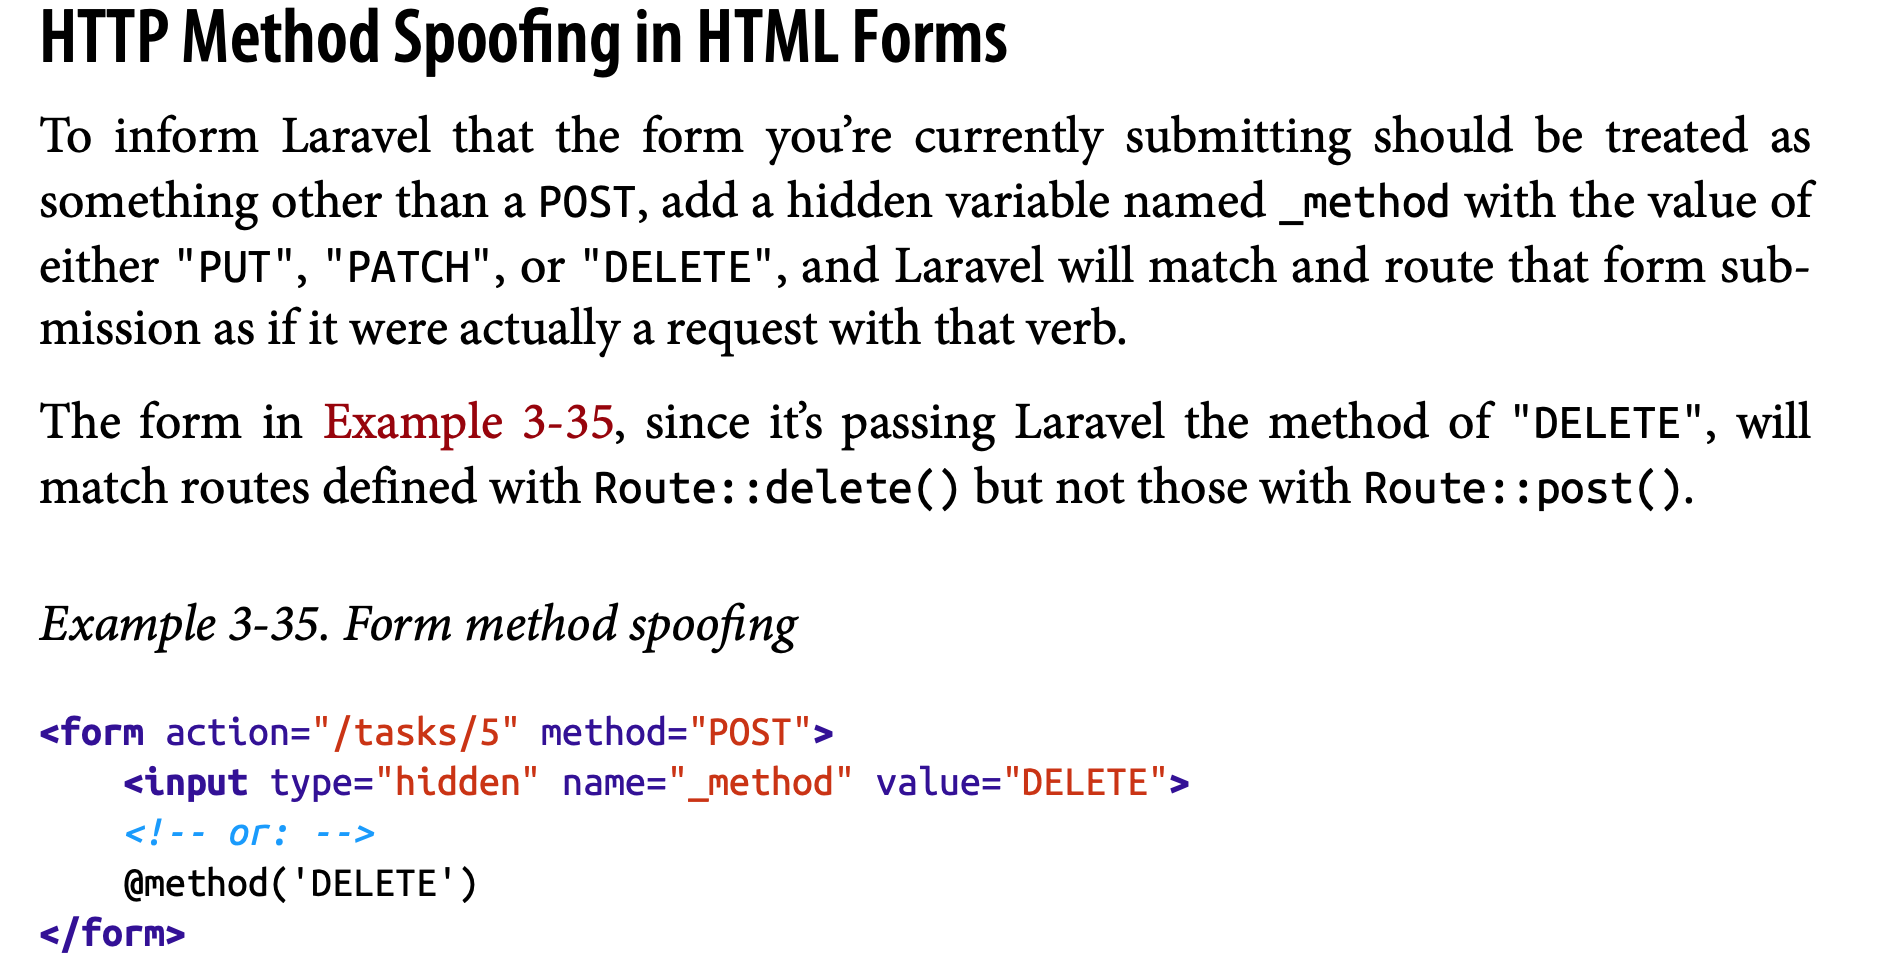 HTTP Method Spoofing in HTML Forms
To inform Laravel that the form you’re currently submitting should be treated as
something other than a POST, add a hidden variable named _method with the value of
either "PUT", "PATCH", or "DELETE", and Laravel will match and route that form sub-
mission as if it were actually a request with that verb.
The form in Example 3-35, since it’s passing Laravel the method of "DELETE", will
match routes defined with Route::delete() but not those with Route::post().
Example 3-35. Form method spoofing
<form action="/tasks/5" method="POST">
    <input type="hidden" name="_method" value="DELETE">
    <!-- or: -->
    @method('DELETE')
</form>